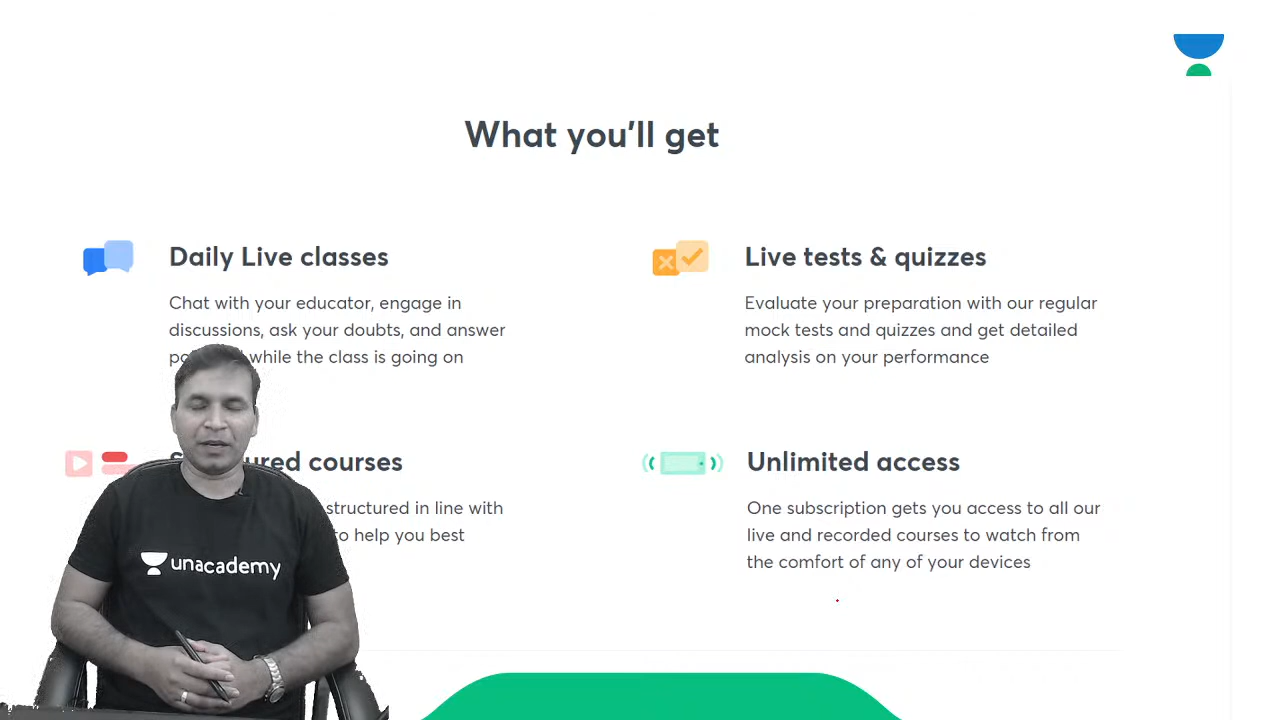 What you'll get
Daily Live classes
Chat with your educator, engage in
discussions, ask your doubts, and answer
while the class is going on
Live tests & quizzes
Evaluate your preparation with our regular
mock tests and quizzes and get detailed
analysis on your performance
courses
structured in line with
to help you best
Unlimited access
One subscription gets you access to all our
live and recorded courses to watch from
the comfort of any of your devices
unacademy